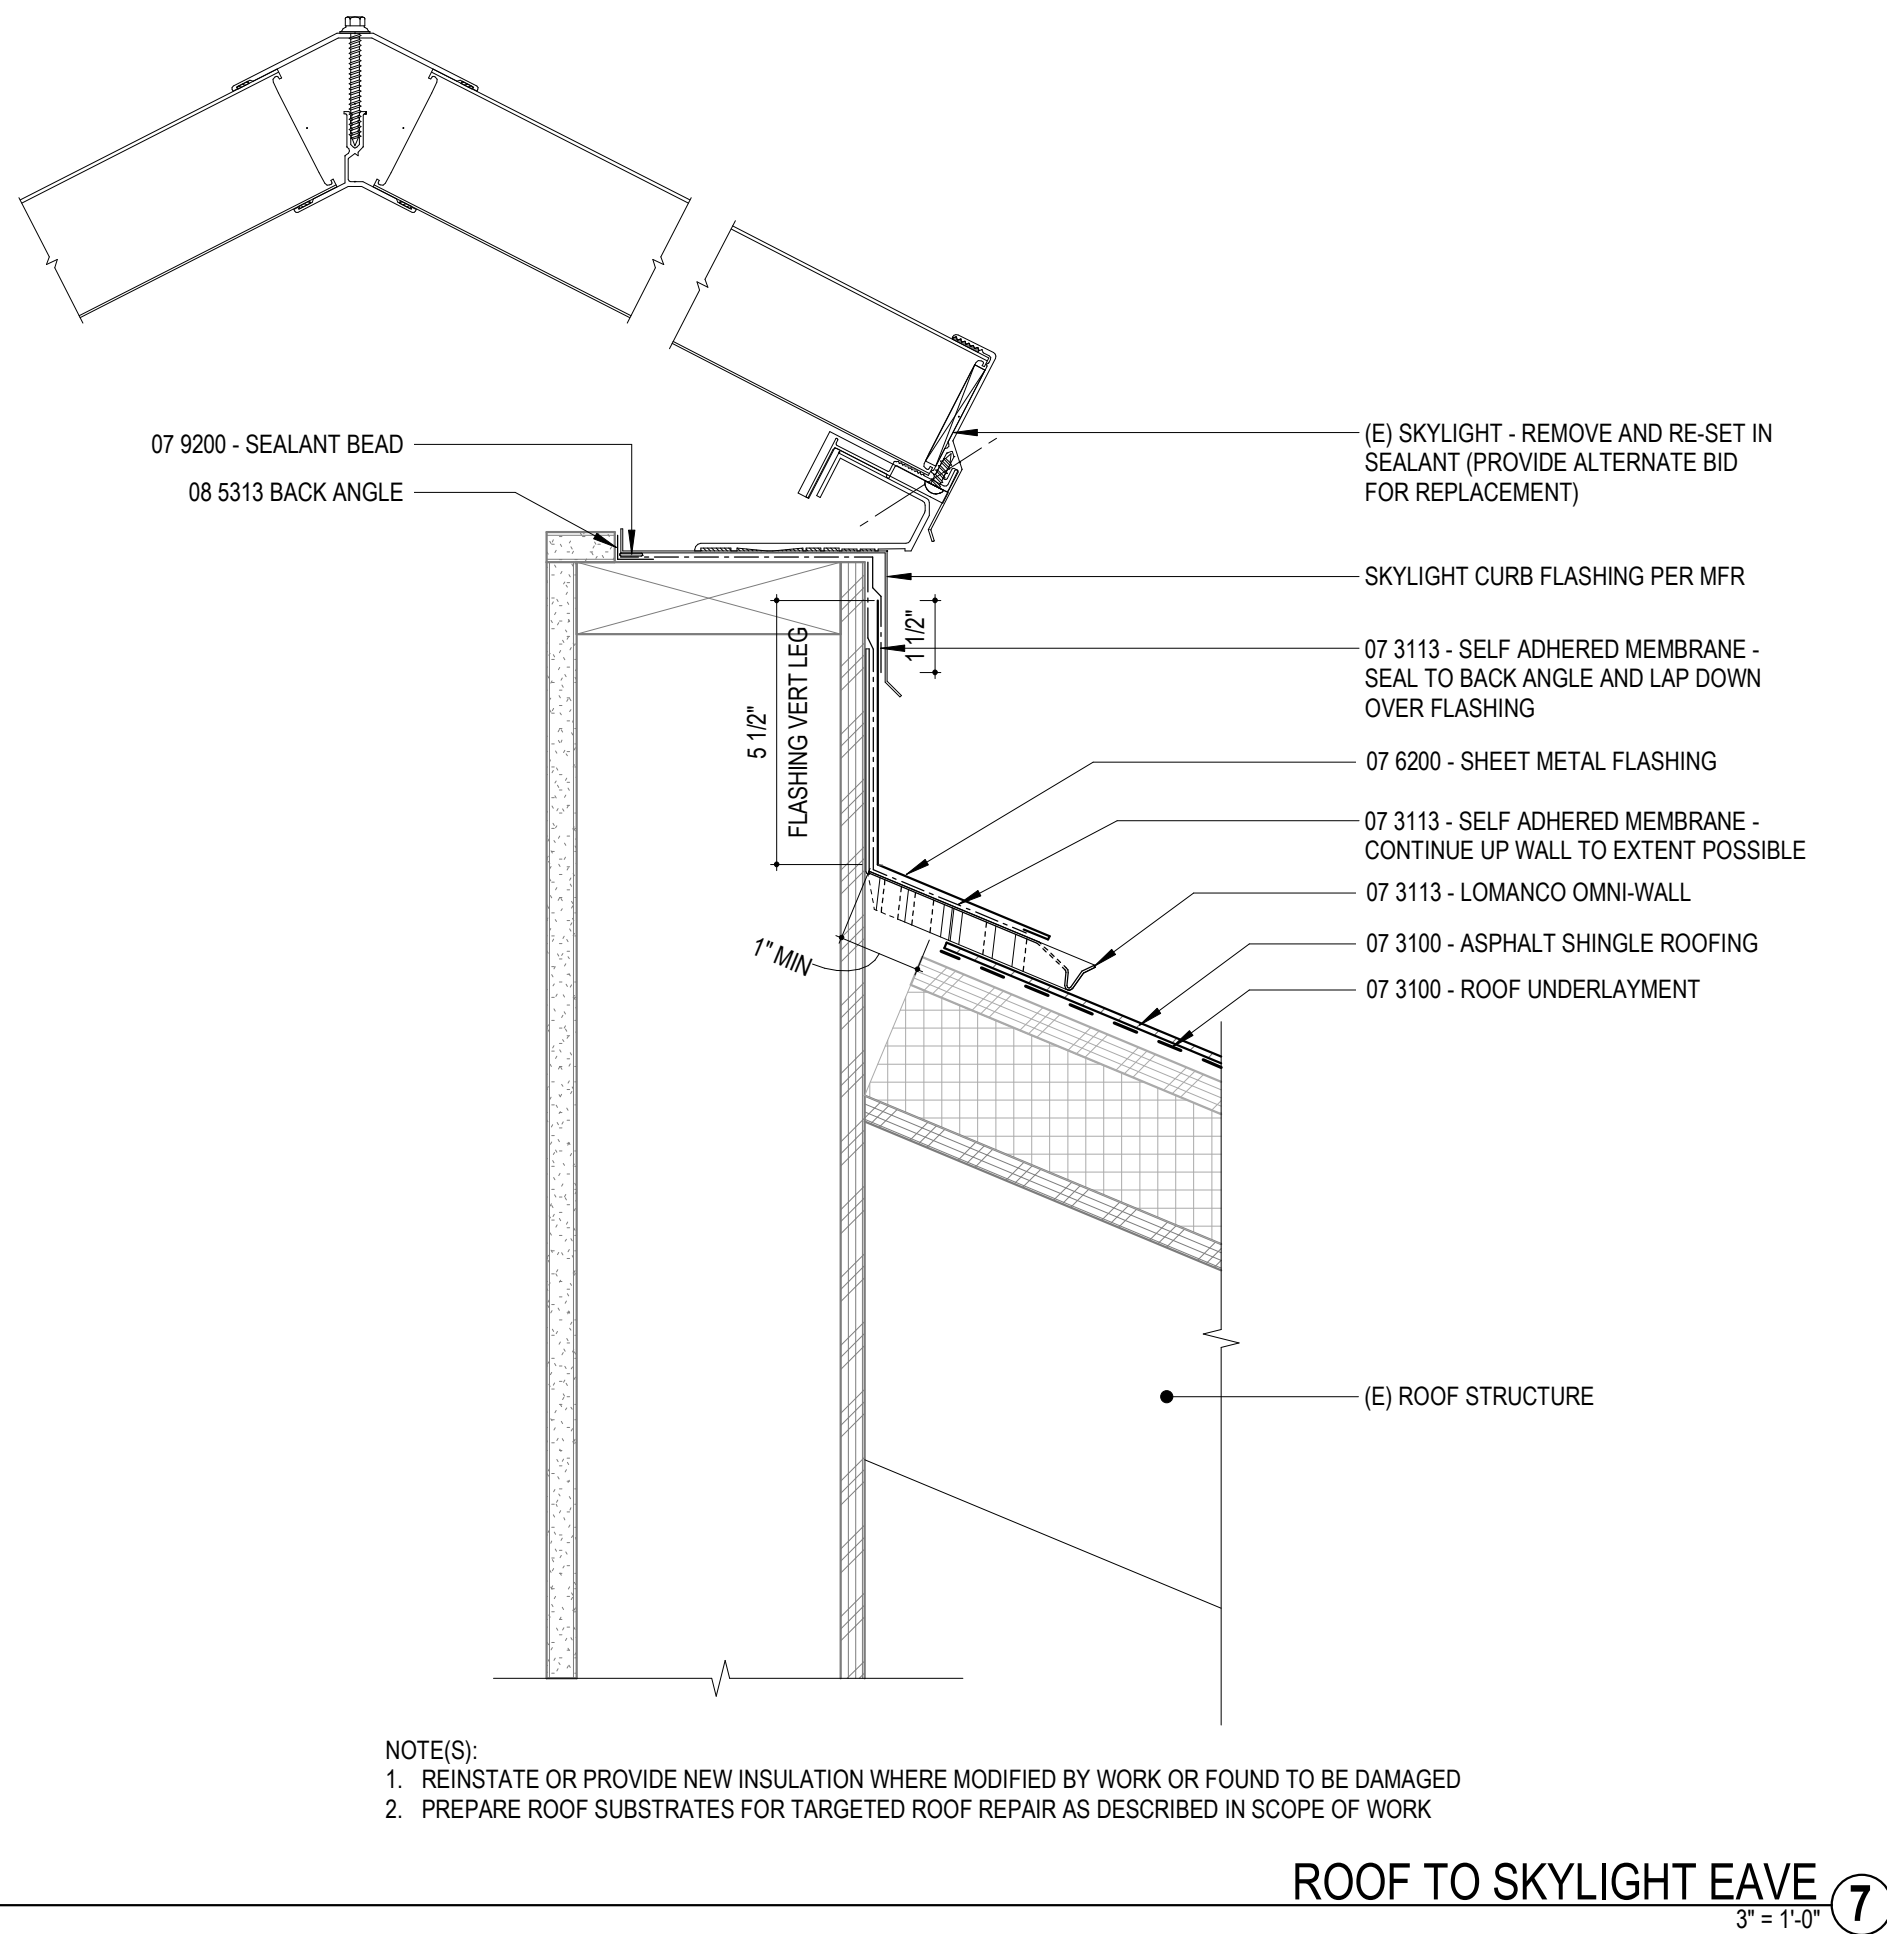 07 9200 - SEALANT BEAD
08 5313 BACK ANGLE
(E) SKYLIGHT - REMOVE AND RE-SET IN
SEALANT (PROVIDE ALTERNATE BID
FOR REPLACEMENT)
SKYLIGHT CURB FLASHING PER MFR
1 1/2"
07 3113 - SELF ADHERED MEMBRANE -
SEAL TO BACK ANGLE AND LAP DOWN
OVER FLASHING
5 1/2"
FLASHING VERT LEG
07 6200 - SHEET METAL FLASHING
07 3113 - SELF ADHERED MEMBRANE -
CONTINUE UP WALL TO EXTENT POSSIBLE
07 3113 - LOMANCO OMNI-WALL
1" MIN
07 3100 - ASPHALT SHINGLE ROOFING
07 3100 - ROOF UNDERLAYMENT
(E) ROOF STRUCTURE
NOTE(S):
1. REINSTATE OR PROVIDE NEW INSULATION WHERE MODIFIED BY WORK OR FOUND TO BE DAMAGED
2. PREPARE ROOF SUBSTRATES FOR TARGETED ROOF REPAIR AS DESCRIBED IN SCOPE OF WORK
ROOF TO SKYLIGHT EAVE
7
3" = 1'-0"